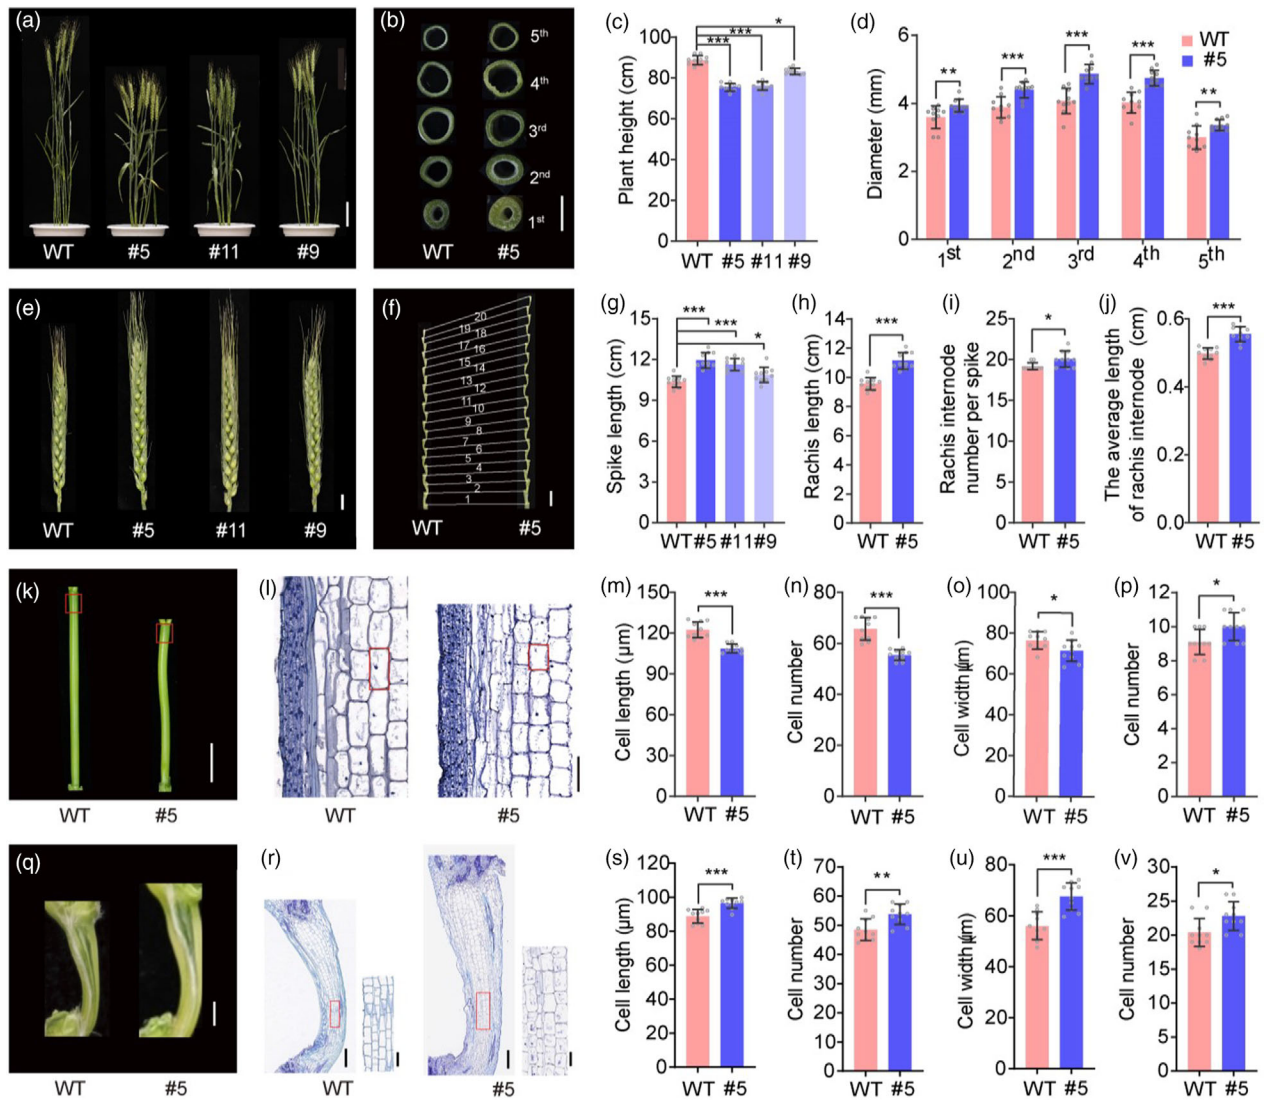 (a)
WT #5 #11 #9
(b)
5th
4th
3rd
2nd
1st
WT #5
(c)
Plant height (cm)
100
80
60
40
20
0
*
***
***
WT #5 #11 #9
(d)
Diameter (mm)
6
4
2
0
** *** *** *** **
WT
#5
1st 2nd 3rd 4th 5th
(e)
WT #5 #11 #9
(f)
20
19 18
17
16
15
14
13
12
11
10
9
8
7
6
5
4
3
2
1
WT #5
(g)
Spike length (cm)
15
12
9
6
3
0
*** *** *
WT #5 #11 #9
(h)
Rachis length (cm)
14
12
10
8
6
4
2
0
***
WT #5
(i)
Rachis internode
number per spike
25
20
15
10
5
0
*
WT #5
(j)
The average length
of rachis internode (cm)
0.6
0.4
0.2
0.0
***
WT #5
(k)
WT #5
(l)
WT #5
(m)
Cell length (µm)
150
120
90
60
30
0
***
WT #5
(n)
Cell number
80
60
40
20
0
***
WT #5
(o)
Cell width (µm)
100
80
60
40
20
0
*
WT #5
(p)
Cell number
12
10
8
6
4
2
0
*
WT #5
(q)
WT #5
(r)
WT #5
(s)
Cell length (µm)
120
100
80
60
40
20
0
***
WT #5
(t)
Cell number
70
60
50
40
30
20
10
0
**
WT #5
(u)
Cell width (µm)
80
60
40
20
0
***
WT #5
(v)
Cell number
30
25
20
15
10
5
0
*
WT #5